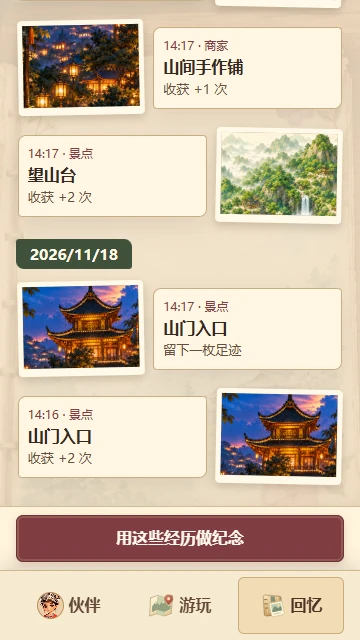 14:17 · 商家
山间手作铺
收获 +1 次
14:17 · 景点
望山台
收获 +2 次
2026/11/18
14:17 · 景点
山门入口
留下一枚足迹
14:16 · 景点
山门入口
收获 +2 次
用这些经历做纪念
伙伴
游玩
回忆